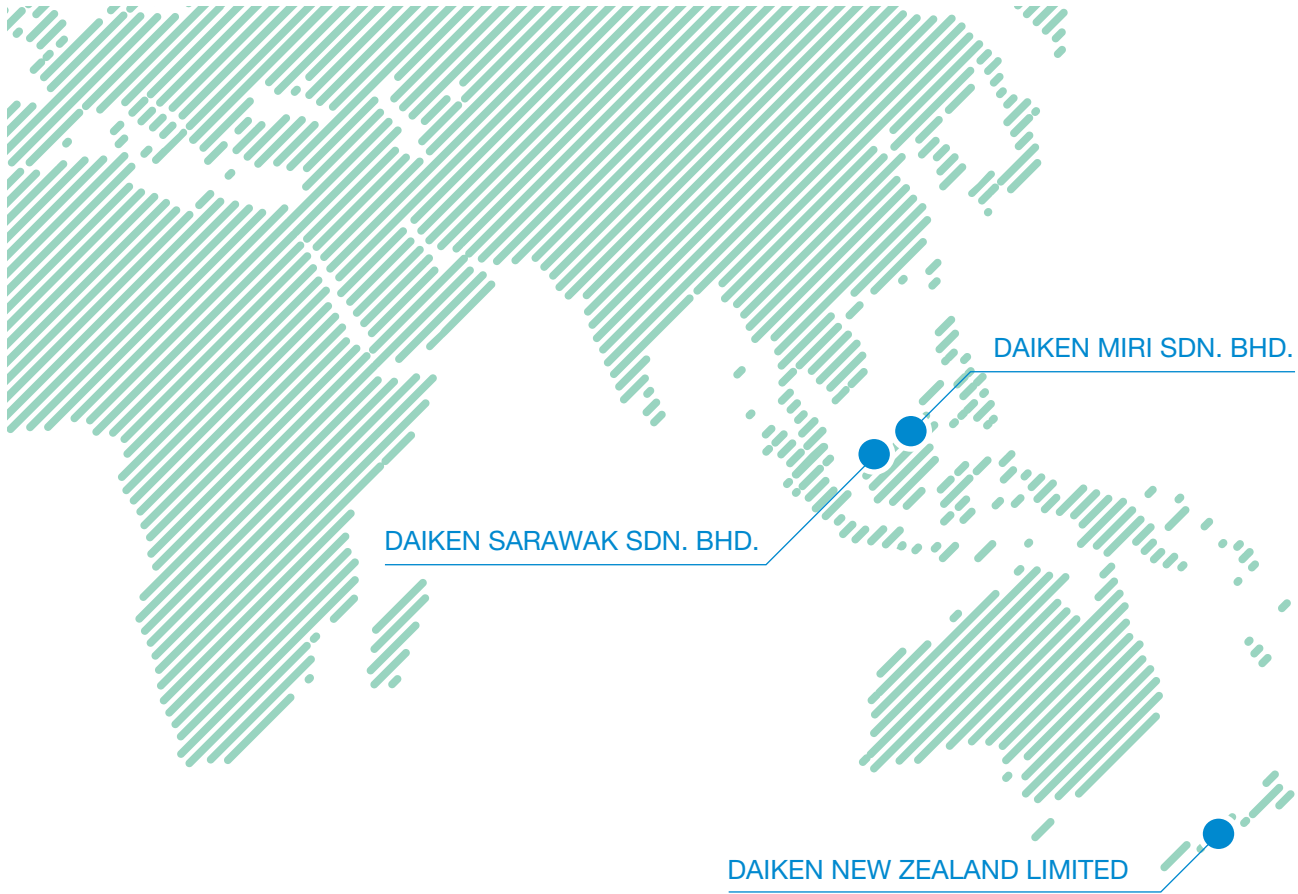 DAIKEN MIRI SDN. BHD.
DAIKEN SARAWAK SDN. BHD.
DAIKEN NEW ZEALAND LIMITED